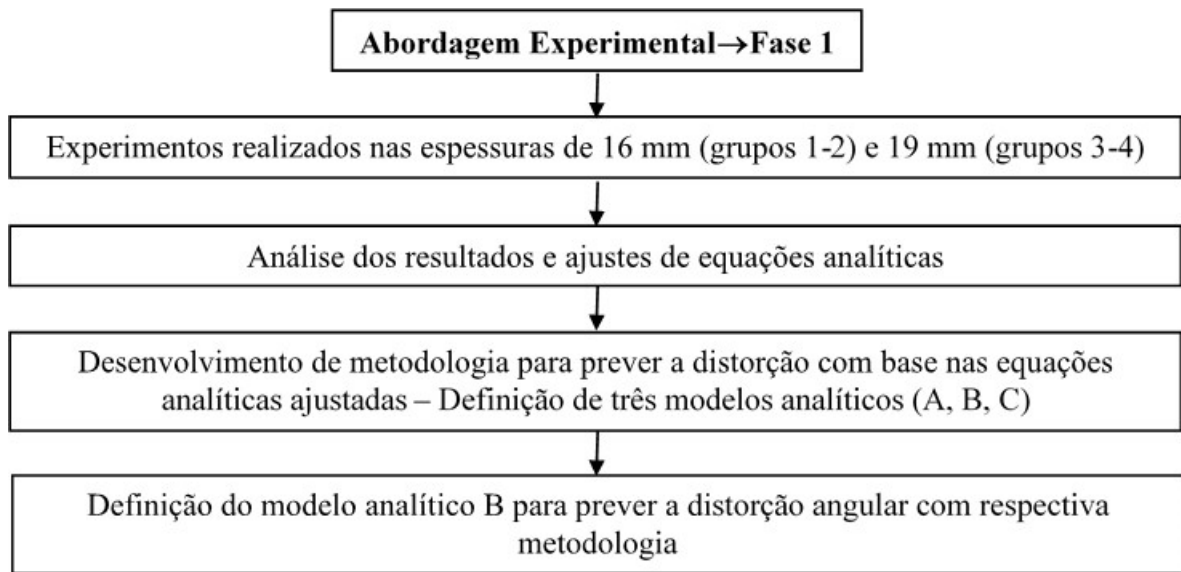 Abordagem Experimental→Fase 1
Experimentos realizados nas espessuras de 16 mm (grupos 1-2) e 19 mm (grupos 3-4)
Análise dos resultados e ajustes de equações analíticas
Desenvolvimento de metodologia para prever a distorção com base nas equações
analíticas ajustadas – Definição de três modelos analíticos (A, B, C)
Definição do modelo analítico B para prever a distorção angular com respectiva
metodologia